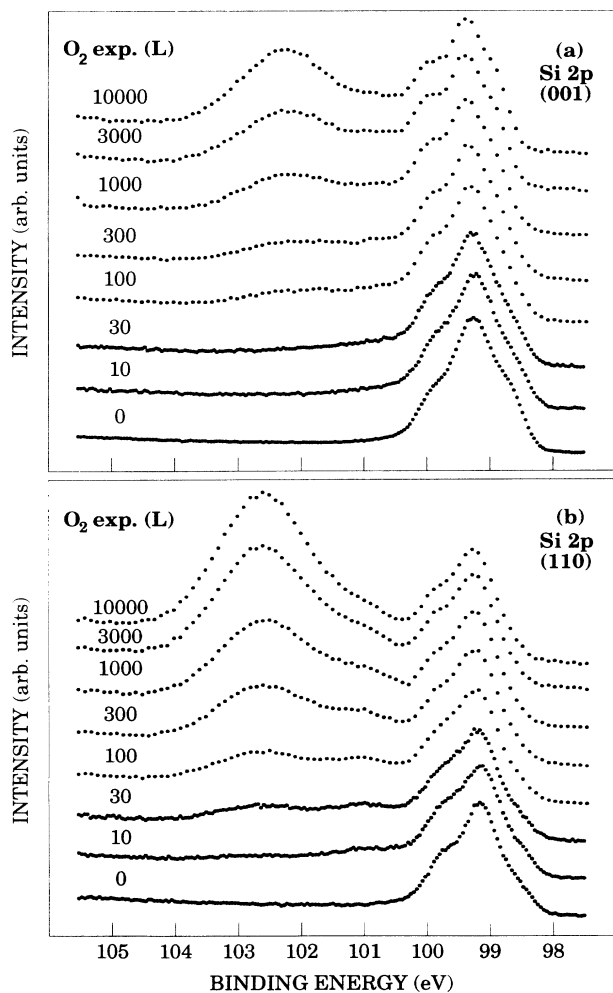 O2 exp. (L)
(a)
Si 2p
(001)
10000
3000
1000
300
100
30
10
0
INTENSITY (arb. units)
O2 exp. (L)
(b)
Si 2p
(110)
10000
3000
1000
300
100
30
10
0
INTENSITY (arb. units)
105 104 103 102 101 100 99 98
BINDING ENERGY (eV)